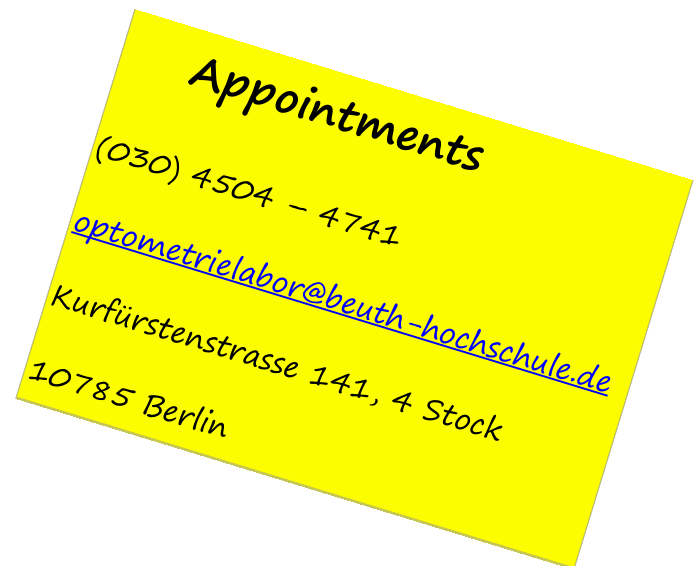 Appointments
(030) 4504 – 4741
optometrielabor@beuth-hochschule.de
Kurfürstenstrasse 141, 4 Stock
10785 Berlin